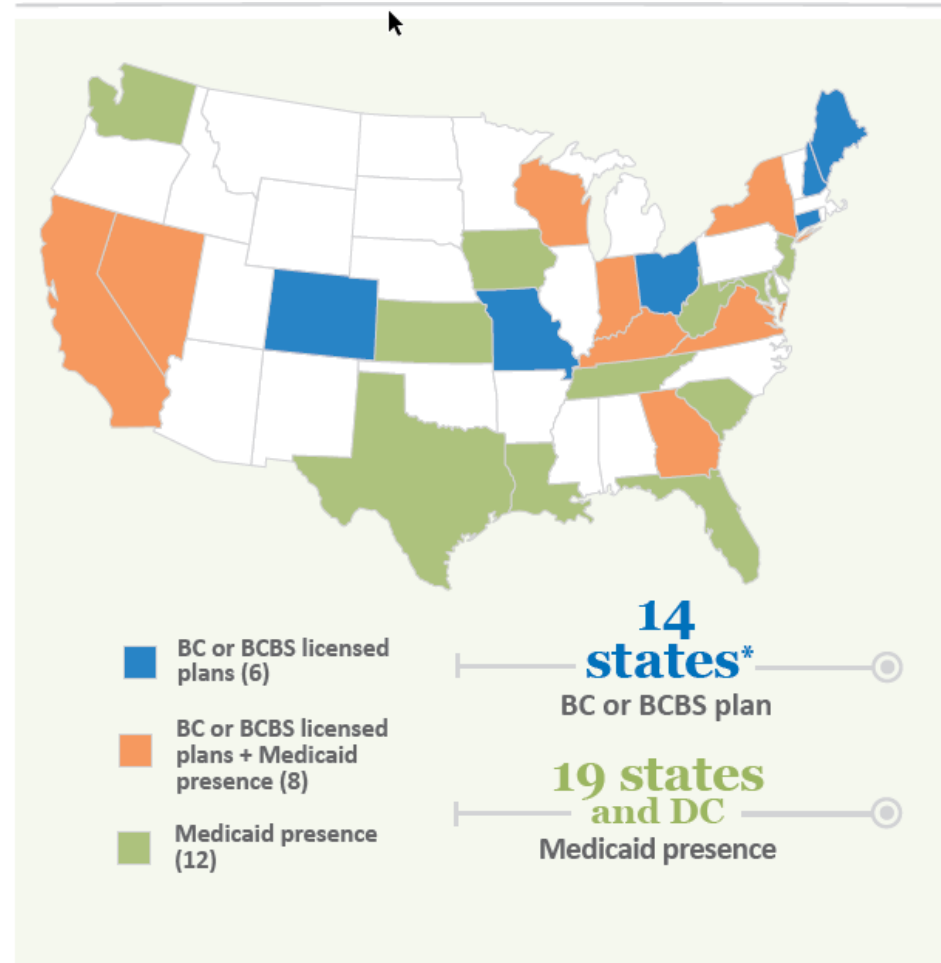 BC or BCBS licensed
plans (6)
BC or BCBS licensed
plans + Medicaid
presence (8)
Medicaid presence
(12)
14
states*
BC or BCBS plan
19 states
and DC
Medicaid presence